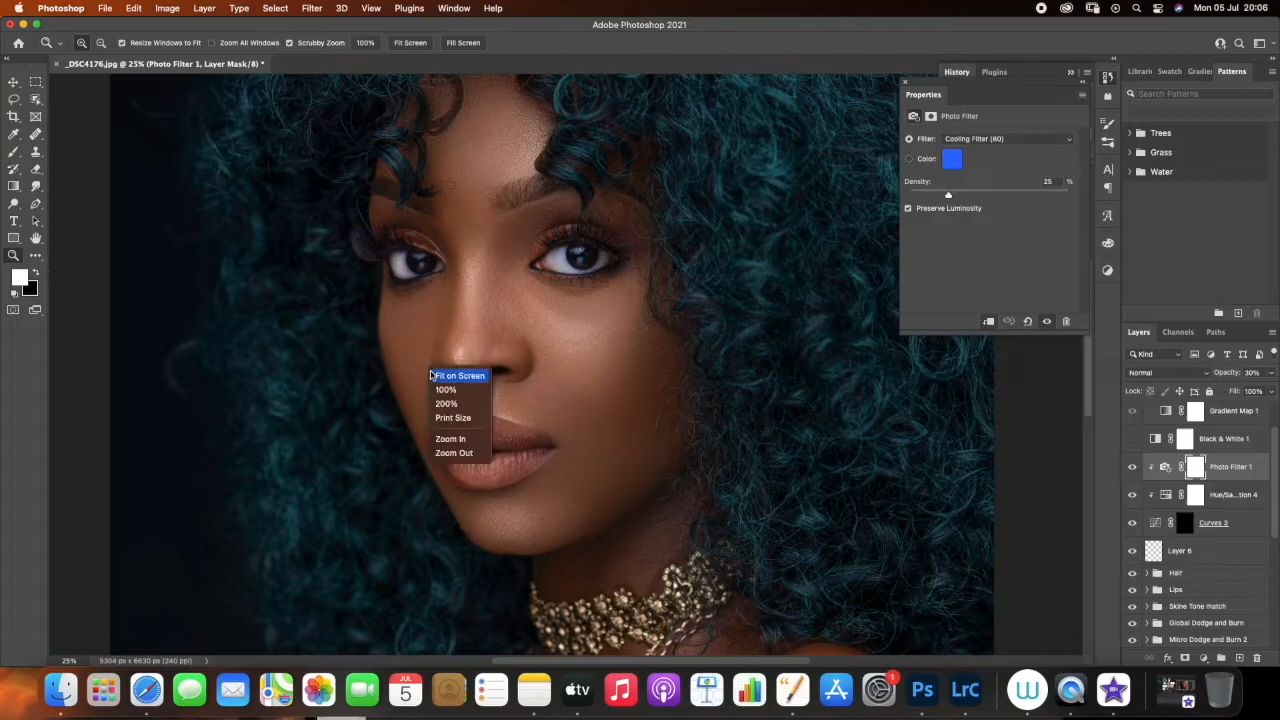 Photoshop File Edit Image Layer Type Select Filter 3D View Plugins Window Help Mon 05 Jul 20:06
Adobe Photoshop 2021
Resize Windows to Fit Zoom All Windows Scrubby Zoom 100% Fit Screen Fill Screen
_DSC4176.jpg @ 25% (Photo Filter 1, Layer Mask/8) *
History Plugins
Properties
Photo Filter
Filter: Cooling Filter (80)
Color:
Density: 25 %
Preserve Luminosity
Librari Swatch Gradier Patterns
Search Patterns
Trees
Grass
Water
Fit on Screen
100%
200%
Print Size
Zoom In
Zoom Out
Layers Channels Paths
Kind
Normal Opacity: 30%
Lock: Fill: 100%
Gradient Map 1
Black & White 1
Photo Filter 1
Hue/Sa...tion 4
Curves 3
Layer 6
Hair
Lips
Skine Tone match
Global Dodge and Burn
Micro Dodge and Burn 2
25% 5304 px x 6630 px (240 ppi)
JUL
5
tv
1
Ps
LrC
W